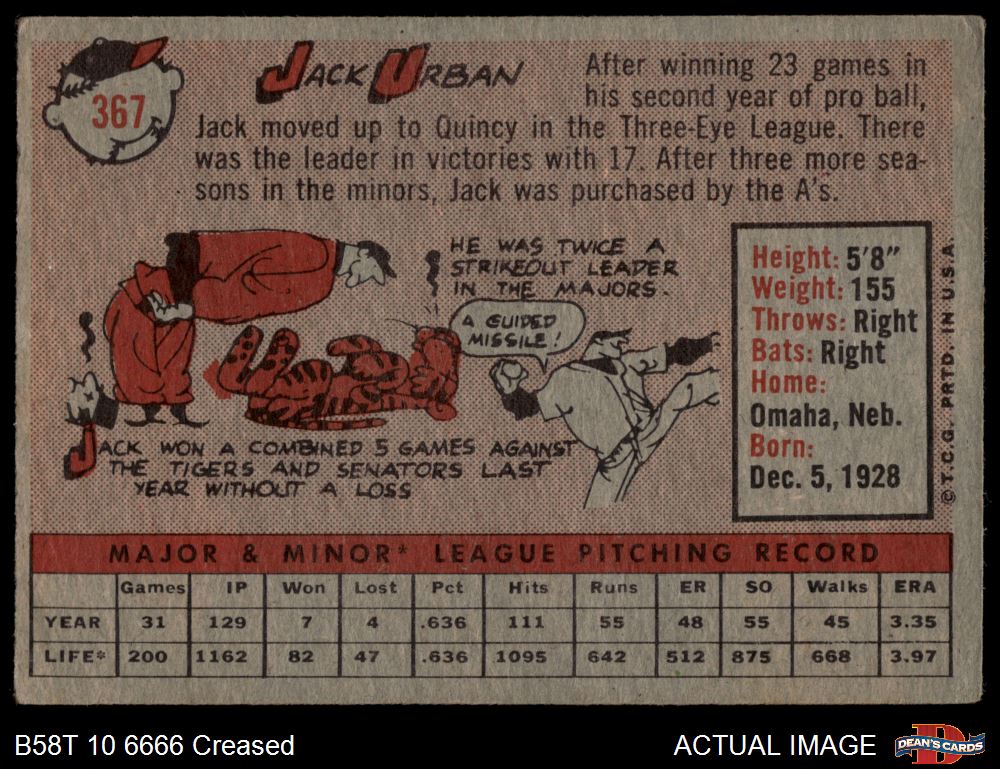 367
JACK URBAN
After winning 23 games in
his second year of pro ball,
Jack moved up to Quincy in the Three-Eye League. There
was the leader in victories with 17. After three more sea-
sons in the minors, Jack was purchased by the A's.
HE WAS TWICE A
STRIKEOUT LEADER
IN THE MAJORS.
A GUIDED
MISSILE!
JACK WON A COMBINED 5 GAMES AGAINST
THE TIGERS AND SENATORS LAST
YEAR WITHOUT A LOSS
Height: 5'8"
Weight: 155
Throws: Right
Bats: Right
Home:
Omaha, Neb.
Born:
Dec. 5, 1928
© T.C.G. PRTD. IN U.S.A.
MAJOR & MINOR* LEAGUE PITCHING RECORD
Games IP Won Lost Pct Hits Runs ER SO Walks ERA
YEAR 31 129 7 4 .636 111 55 48 55 45 3.35
LIFE* 200 1162 82 47 .636 1095 642 512 875 668 3.97
B58T 10 6666 Creased
ACTUAL IMAGE
DEAN'S CARDS